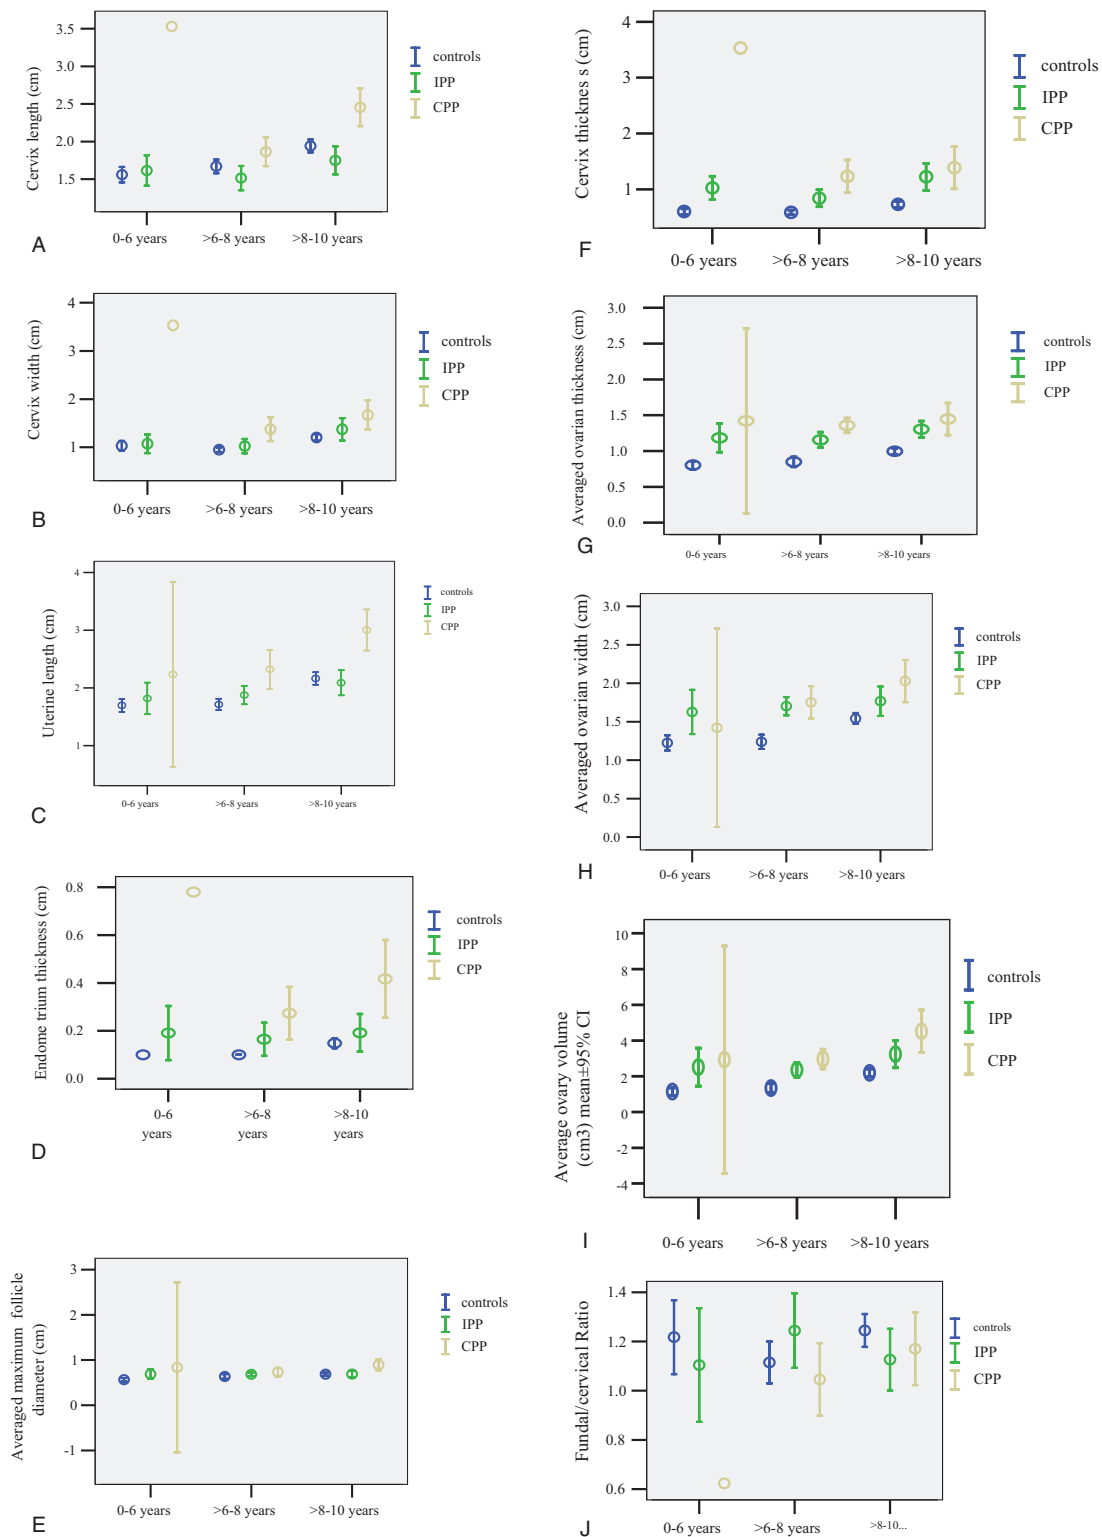 3.5
3.0
2.5
2.0
1.5
Cervix length (cm)
controls
IPP
CPP
0-6 years
>6-8 years
>8-10 years
A
4
3
2
1
Cervix width (cm)
controls
IPP
CPP
0-6 years
>6-8 years
>8-10 years
B
4
3
2
1
Uterine length (cm)
controls
IPP
CPP
0-6 years
>6-8 years
>8-10 years
C
0.8
0.6
0.4
0.2
0.0
Endome trium thickness (cm)
controls
IPP
CPP
0-6
years
>6-8
years
>8-10
years
D
3
2
1
0
-1
Averaged maximum follicle
diameter (cm)
controls
IPP
CPP
0-6 years
>6-8 years
>8-10 years
E
4
3
2
1
Cervix thicknes s (cm)
controls
IPP
CPP
0-6 years
>6-8 years
>8-10 years
F
3.0
2.5
2.0
1.5
1.0
0.5
0.0
Averaged ovarian thickness (cm)
controls
IPP
CPP
0-6 years
>6-8 years
>8-10 years
G
3.0
2.5
2.0
1.5
1.0
0.5
0.0
Averaged ovarian width (cm)
controls
IPP
CPP
0-6 years
>6-8 years
>8-10 years
H
10
8
6
4
2
0
-2
-4
Average ovary volume
(cm3) mean±95% CI
controls
IPP
CPP
0-6 years
>6-8 years
>8-10 years
I
1.4
1.2
1.0
0.8
0.6
Fundal/cervical Ratio
controls
IPP
CPP
0-6 years
>6-8 years
>8-10...
J